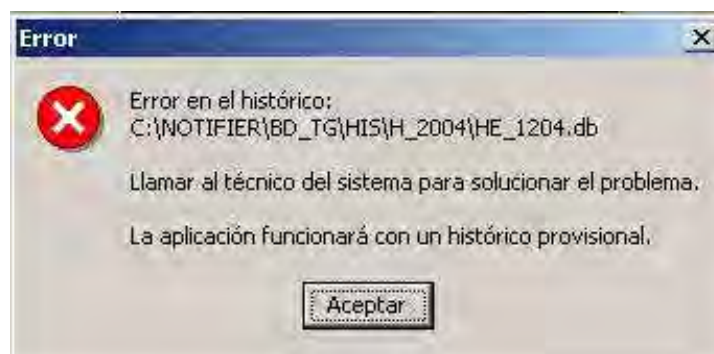 Error
Error en el histórico:
C:\NOTIFIER\BD_TG\HIS\H_2004\HE_1204.db
Llamar al técnico del sistema para solucionar el problema.
La aplicación funcionará con un histórico provisional.
Aceptar